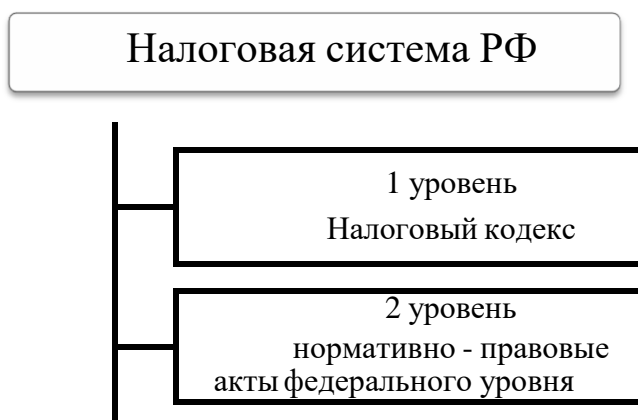 Налоговая система РФ
1 уровень
Налоговый кодекс
2 уровень
нормативно - правовые
акты федерального уровня